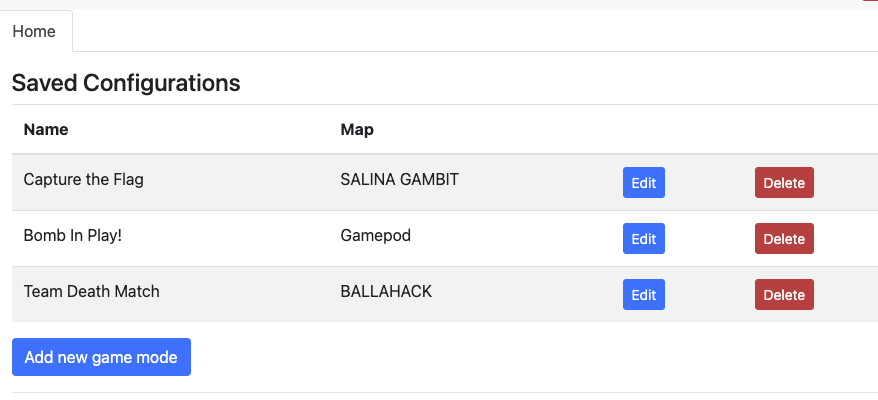 Home
Saved Configurations
Name Map
Capture the Flag SALINA GAMBIT Edit Delete
Bomb In Play! Gamepod Edit Delete
Team Death Match BALLAHACK Edit Delete
Add new game mode